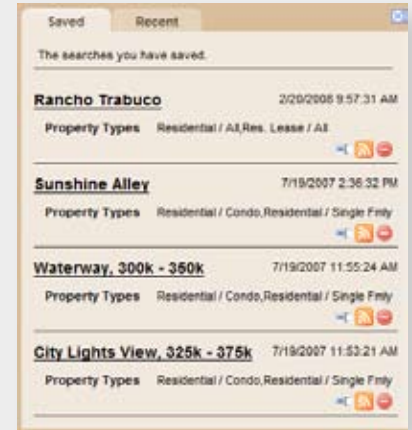 Saved Recent
The searches you have saved.
Rancho Trabuco 2/20/2008 9:57:31 AM
Property Types Residential / All,Res. Lease / All
Sunshine Alley 7/19/2007 2:36:32 PM
Property Types Residential / Condo,Residential / Single Fmly
Waterway, 300k - 350k 7/19/2007 11:55:24 AM
Property Types Residential / Condo,Residential / Single Fmly
City Lights View, 325k - 375k 7/19/2007 11:53:21 AM
Property Types Residential / Condo,Residential / Single Fmly